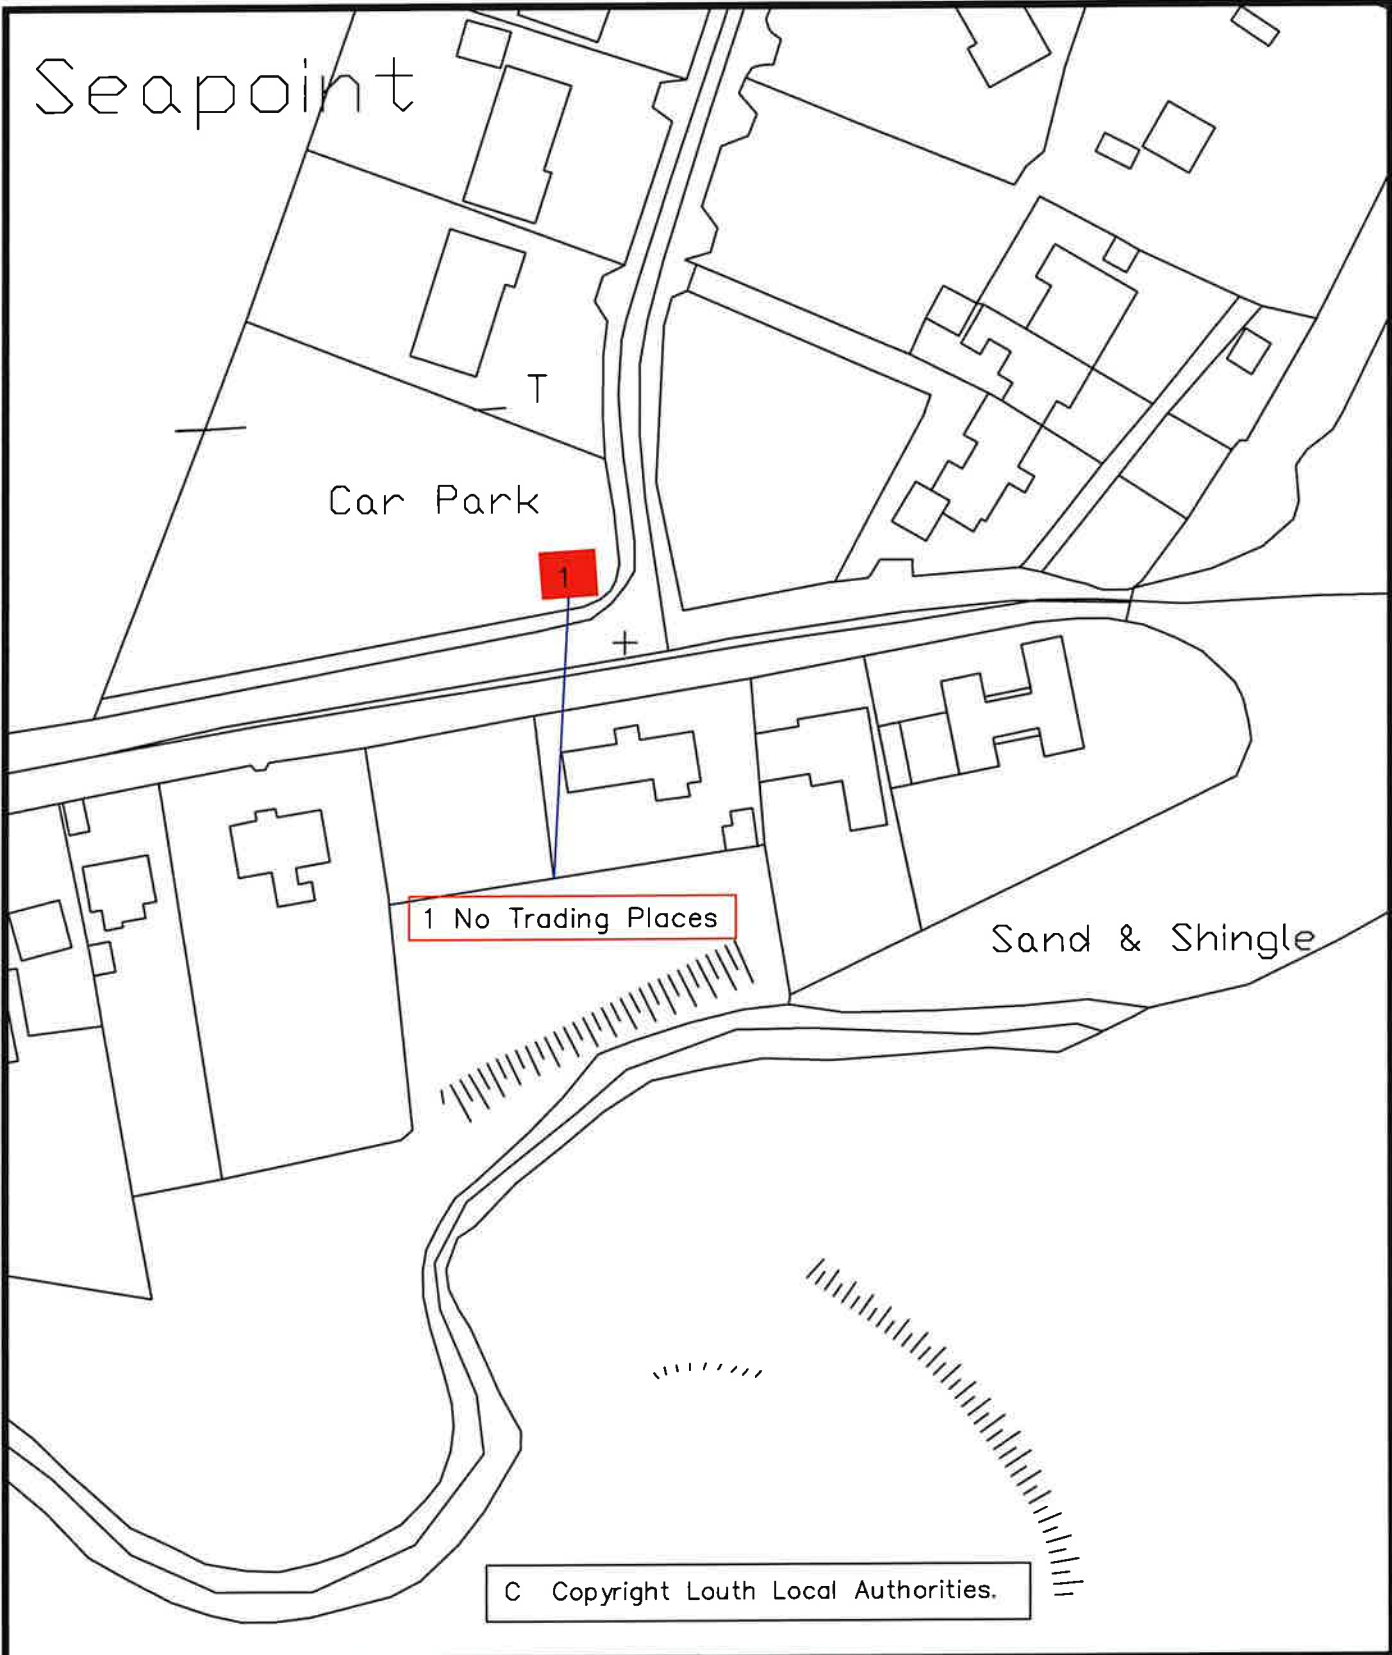 Seapoint
T
Car Park
1
1 No Trading Places
Sand & Shingle
C Copyright Louth Local Authorities.